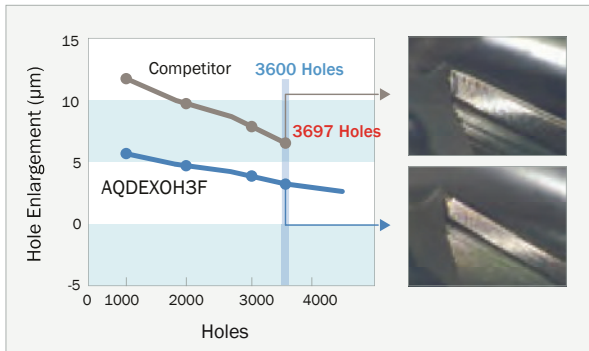 15
Competitor
3600 Holes
10
3697 Holes
5
AQDEXOH3F
0
-5
0 1000 2000 3000 4000
Holes
Hole Enlargement (μm)